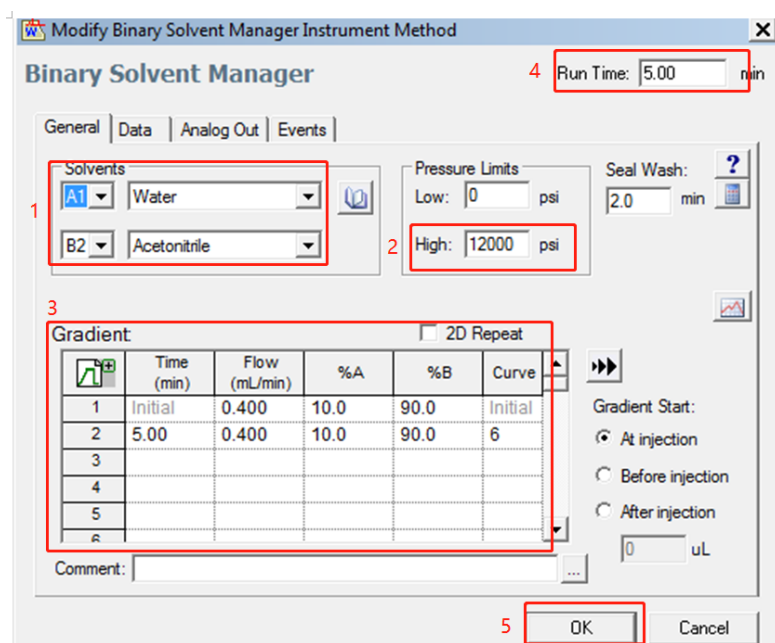 Modify Binary Solvent Manager Instrument Method
Binary Solvent Manager
4 Run Time: 5.00 min
General Data Analog Out Events
Solvents Pressure Limits Seal Wash: ?
1 A1 Water Low: 0 psi 2.0 min
B2 Acetonitrile 2 High: 12000 psi
3
Gradient: 2D Repeat
Time (min) Flow (mL/min) %A %B Curve
1 Initial 0.400 10.0 90.0 Initial
2 5.00 0.400 10.0 90.0 6
3
4
5
6
Gradient Start:
At injection
Before injection
After injection
0 uL
Comment: ...
5 OK Cancel